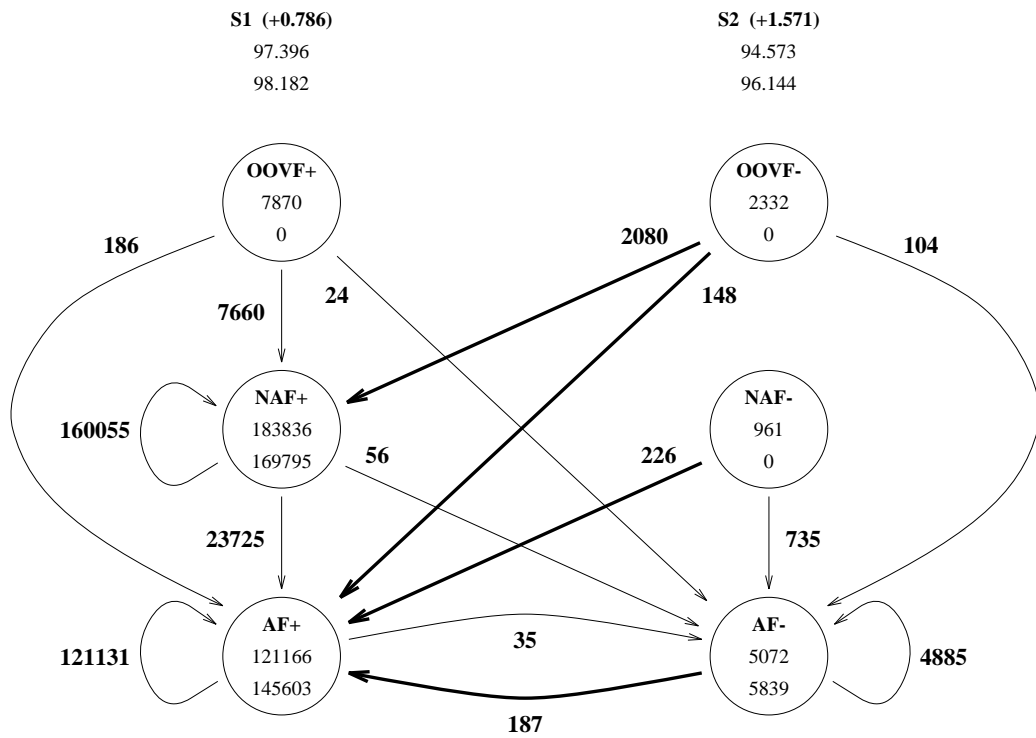 S1 (+0.786) S2 (+1.571)
97.396 94.573
98.182 96.144
OOVF+ OOVF-
7870 2332
0 0
186 2080 104
7660 24 148
NAF+ NAF-
183836 961
169795 0
160055 56 226
23725 735
AF+ AF-
121166 5072
145603 5839
121131 35 4885
187